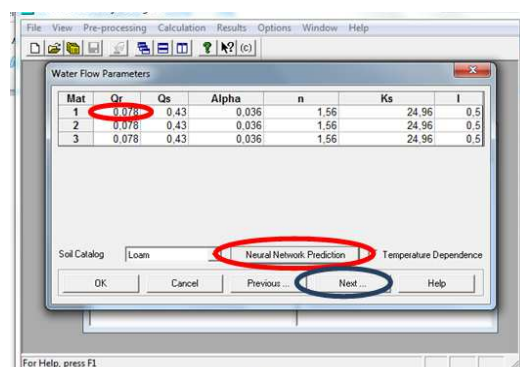 File View Pre-processing Calculation Results Options Window Help
Water Flow Parameters
Mat Qr Qs Alpha n Ks l
1 0,078 0,43 0,036 1,56 24,96 0,5
2 0,078 0,43 0,036 1,56 24,96 0,5
3 0,078 0,43 0,036 1,56 24,96 0,5
Soil Catalog Loam Neural Network Prediction Temperature Dependence
OK Cancel Previous ... Next ... Help
For Help, press F1